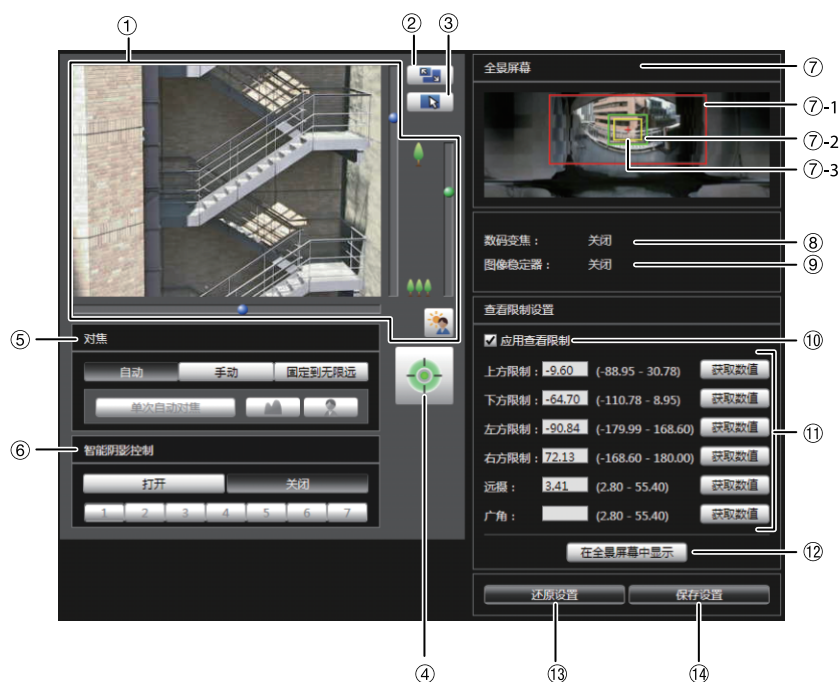 ①
②
③
全景屏幕
⑦
⑦-1
⑦-2
⑦-3
数码变焦： 关闭
⑧
图像稳定器： 关闭
⑨
查看限制设置
应用查看限制
⑩
上方限制： -9.60 (-88.95 - 30.78) 获取数值
下方限制： -64.70 (-110.78 - 8.95) 获取数值
左方限制： -90.84 (-179.99 - 168.60) 获取数值
右方限制： 72.13 (-168.60 - 180.00) 获取数值
远摄： 3.41 (2.80 - 55.40) 获取数值
广角： (2.80 - 55.40) 获取数值
⑪
在全景屏幕中显示
⑫
还原设置
保存设置
⑬
⑭
⑤
对焦
自动 手动 固定到无限远
单次自动对焦
⑥
智能阴影控制
打开 关闭
1 2 3 4 5 6 7
④